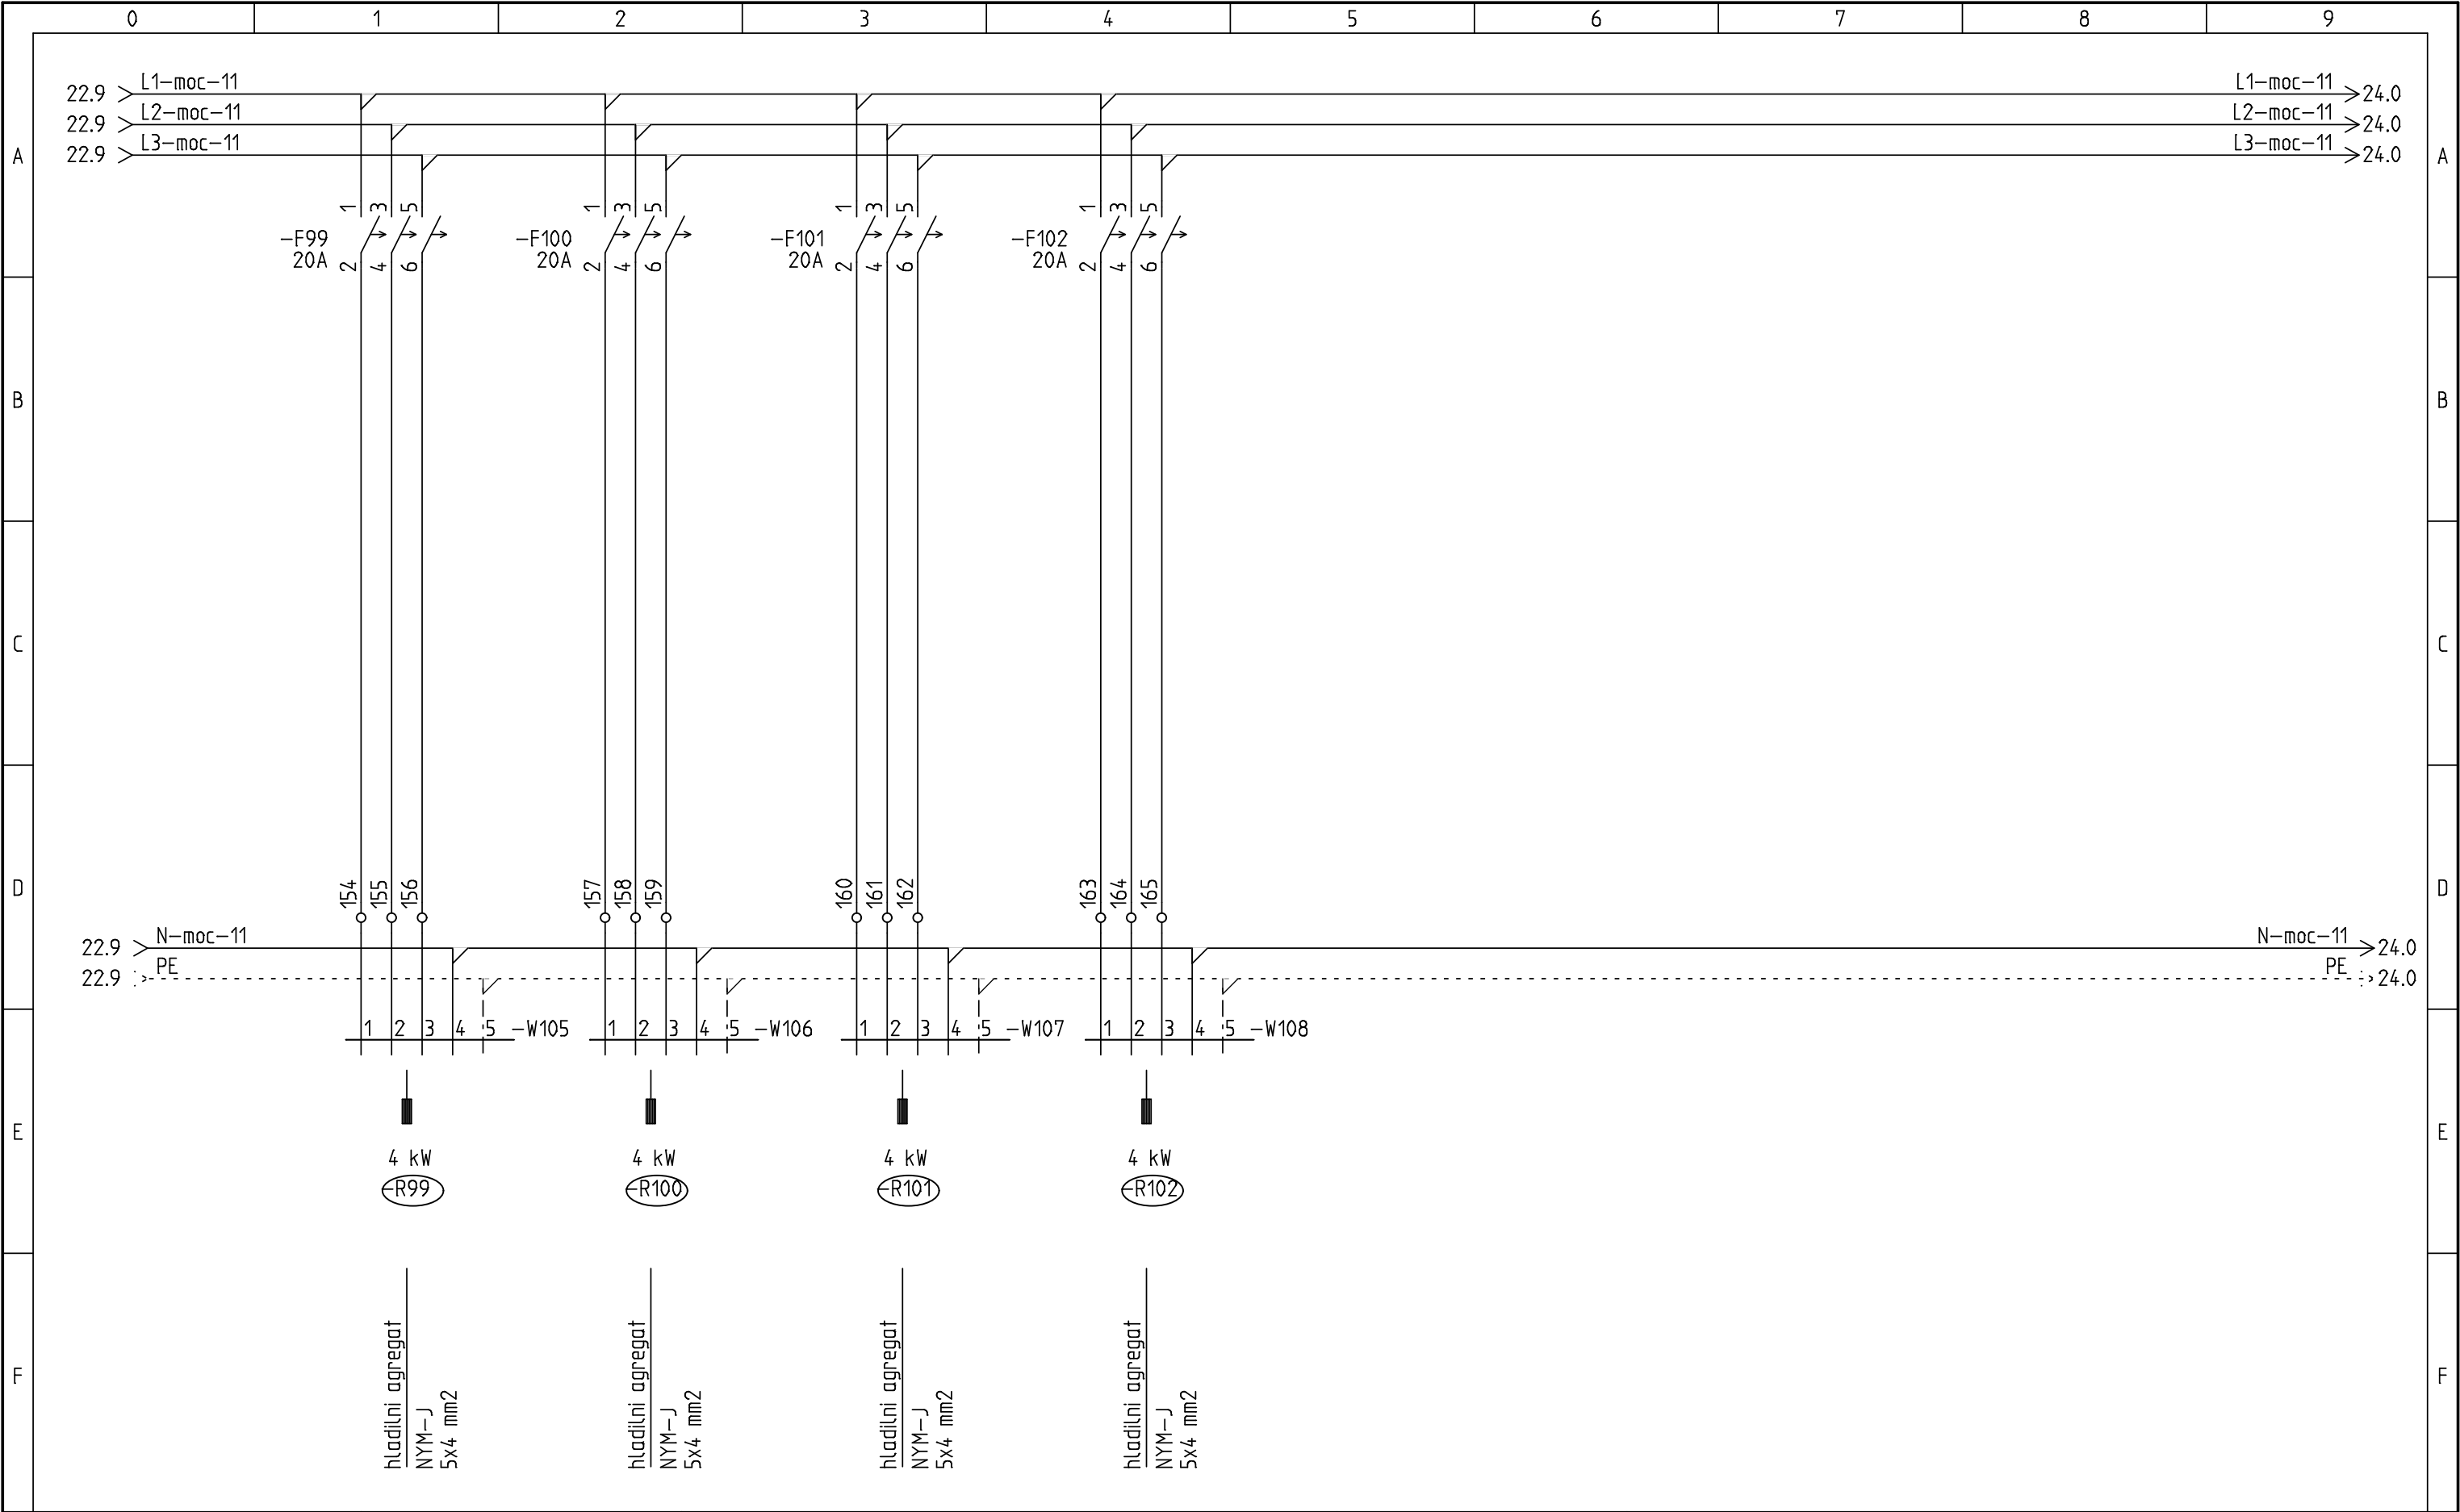 0 1 2 3 4 5 6 7 8 9
L1-moc-11 L1-moc-11
22.9 24.0
L2-moc-11 L2-moc-11
22.9 24.0
L3-moc-11 L3-moc-11
A 22.9 24.0 A
1 3 5 1 3 5 1 3 5 1 3 5
-F99 -F100 -F101 -F102
20A 20A 20A 20A
2 4 6 2 4 6 2 4 6 2 4 6
B B
C C
D D
154 155 156 157 158 159 160 161 162 163 164 165
N-moc-11 N-moc-11
22.9 24.0
PE PE
22.9 24.0
1 2 3 4 5 -W105 1 2 3 4 5 -W106 1 2 3 4 5 -W107 1 2 3 4 5 -W108
E E
4 kW 4 kW 4 kW 4 kW
-R99 -R100 -R101 -R102
F F
hladilni agregat
NYM-J
5x4 mm2
hladilni agregat
NYM-J
5x4 mm2
hladilni agregat
NYM-J
5x4 mm2
hladilni agregat
NYM-J
5x4 mm2